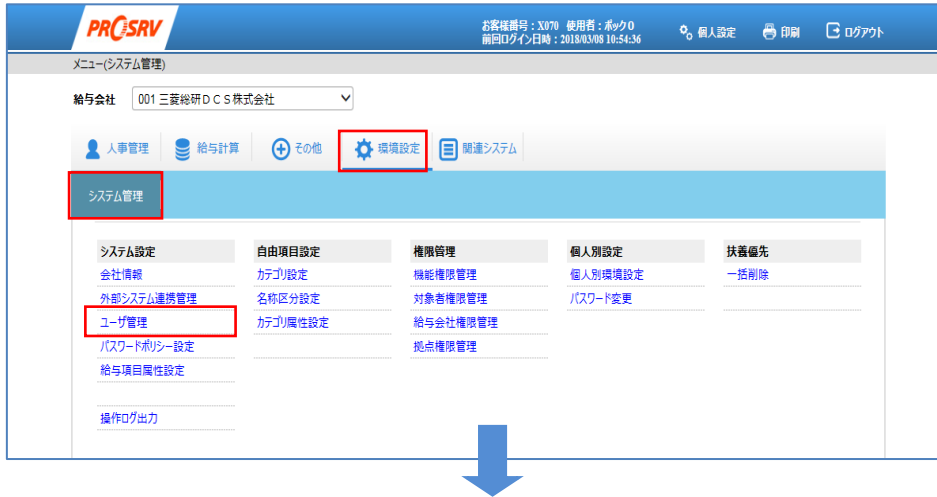 PROSRV
お客様番号：X070 使用者：ボック０
前回ログイン日時：2018/03/08 10:54:36
個人設定
印刷
ログアウト
メニュー(システム管理)
給与会社 001 三菱総研ＤＣＳ株式会社
人事管理 給与計算 その他 環境設定 関連システム
システム管理
システム設定 自由項目設定 権限管理 個人別設定 扶養優先
会社情報 カテゴリ設定 機能権限管理 個人別環境設定 一括削除
外部システム連携管理 名称区分設定 対象者権限管理 パスワード変更
ユーザ管理 カテゴリ属性設定 給与会社権限管理
パスワードポリシー設定 拠点権限管理
給与項目属性設定
操作ログ出力